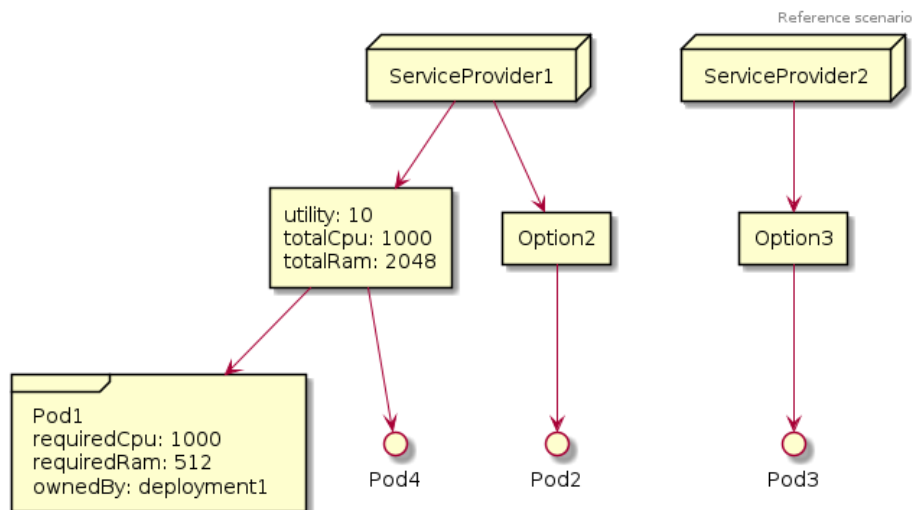 Reference scenario
ServiceProvider1
ServiceProvider2
utility: 10
totalCpu: 1000
totalRam: 2048
Option2
Option3
Pod1
requiredCpu: 1000
requiredRam: 512
ownedBy: deployment1
Pod4
Pod2
Pod3